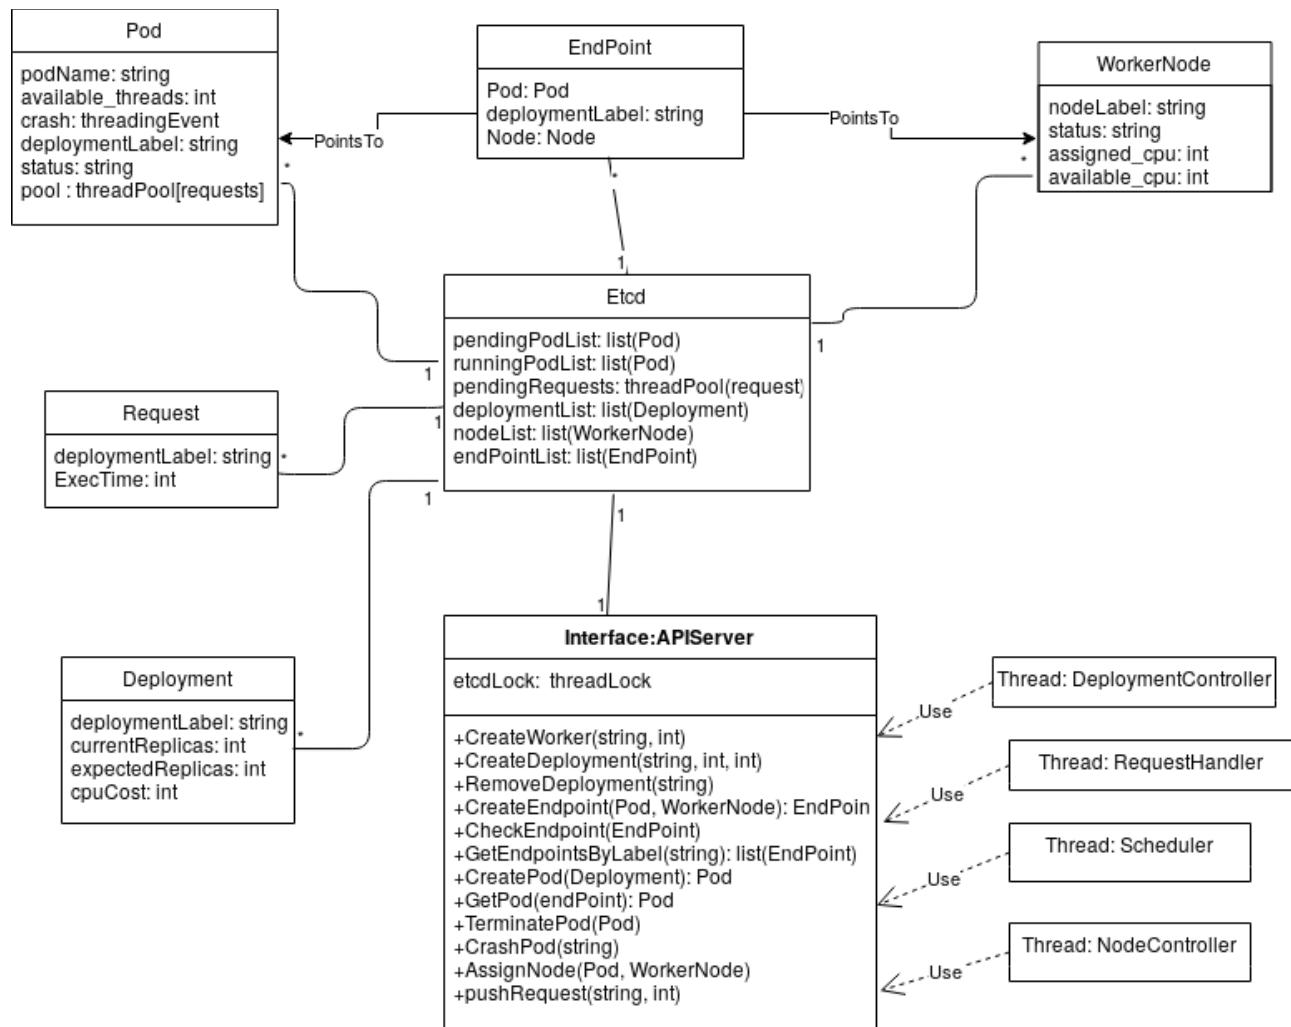 Pod
podName: string
available_threads: int
crash: threadingEvent
deploymentLabel: string
status: string
pool : threadPool[requests]
EndPoint
Pod: Pod
deploymentLabel: string
Node: Node
WorkerNode
nodeLabel: string
status: string
assigned_cpu: int
available_cpu: int
PointsTo
PointsTo
*
*
*
1
Etcd
pendingPodList: list(Pod)
runningPodList: list(Pod)
pendingRequests: threadPool(request)
deploymentList: list(Deployment)
nodeList: list(WorkerNode)
endPointList: list(EndPoint)
1
1
1
1
1
Request
deploymentLabel: string
ExecTime: int
*
Deployment
deploymentLabel: string
currentReplicas: int
expectedReplicas: int
cpuCost: int
*
1
Interface:APIServer
etcdLock: threadLock
+CreateWorker(string, int)
+CreateDeployment(string, int, int)
+RemoveDeployment(string)
+CreateEndpoint(Pod, WorkerNode): EndPoin
+CheckEndpoint(EndPoint)
+GetEndpointsByLabel(string): list(EndPoint)
+CreatePod(Deployment): Pod
+GetPod(endPoint): Pod
+TerminatePod(Pod)
+CrashPod(string)
+AssignNode(Pod, WorkerNode)
+pushRequest(string, int)
Thread: DeploymentController
Use
Thread: RequestHandler
Use
Thread: Scheduler
Use
Thread: NodeController
Use